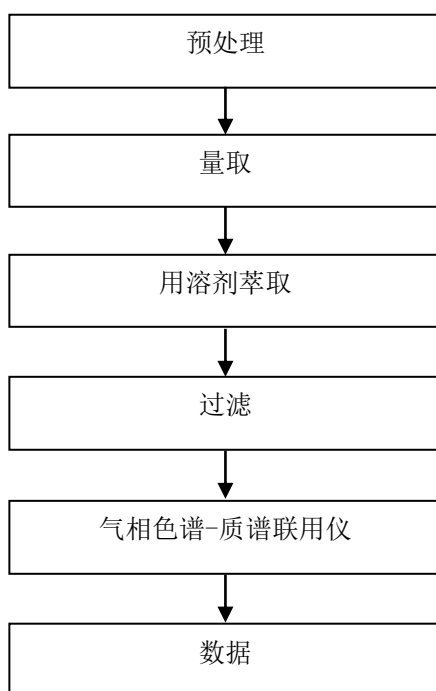 预处理
量取
用溶剂萃取
过滤
气相色谱-质谱联用仪
数据